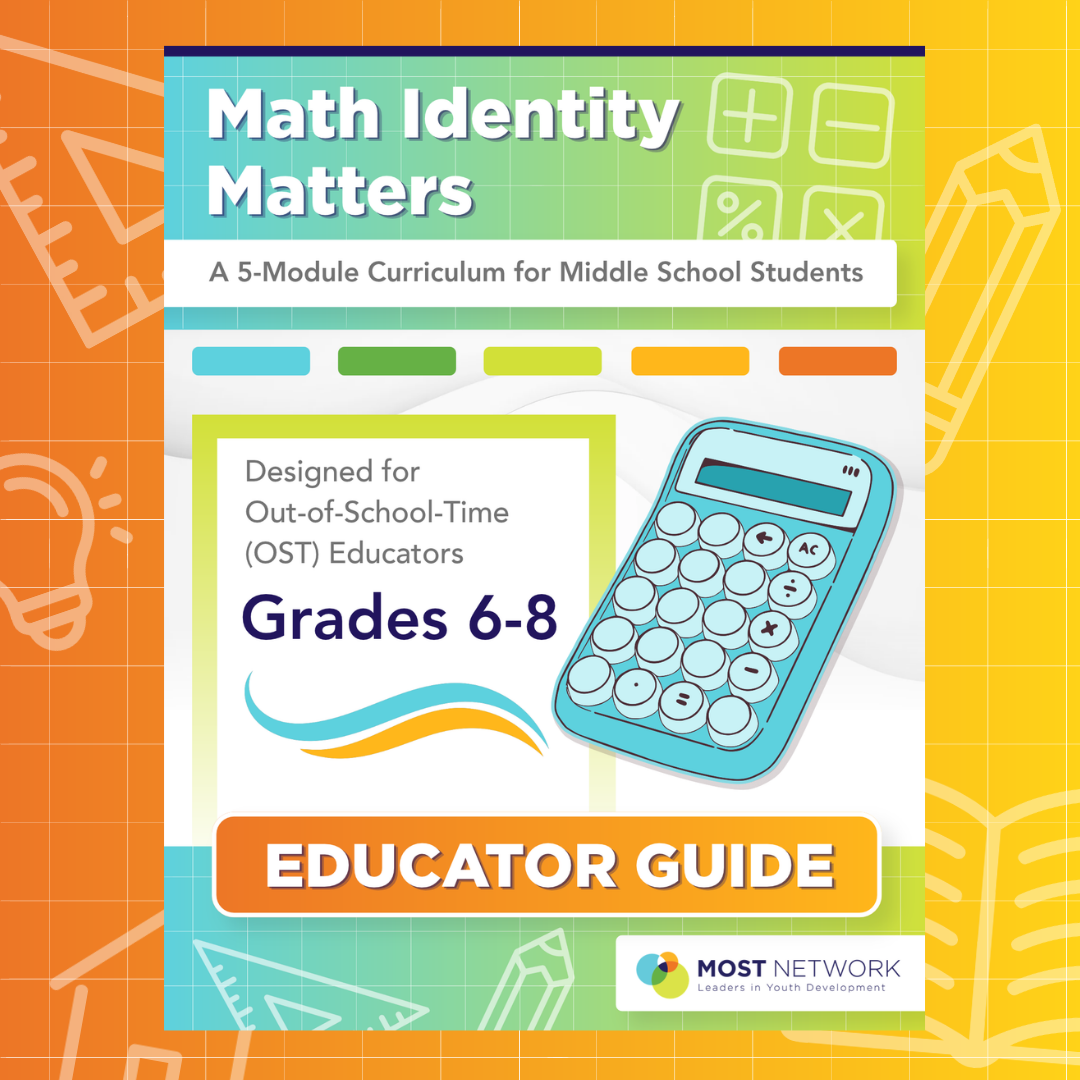 Math Identity
Matters
A 5-Module Curriculum for Middle School Students
Designed for
Out-of-School-Time
(OST) Educators
Grades 6-8
AC
EDUCATOR GUIDE
MOST NETWORK
Leaders in Youth Development